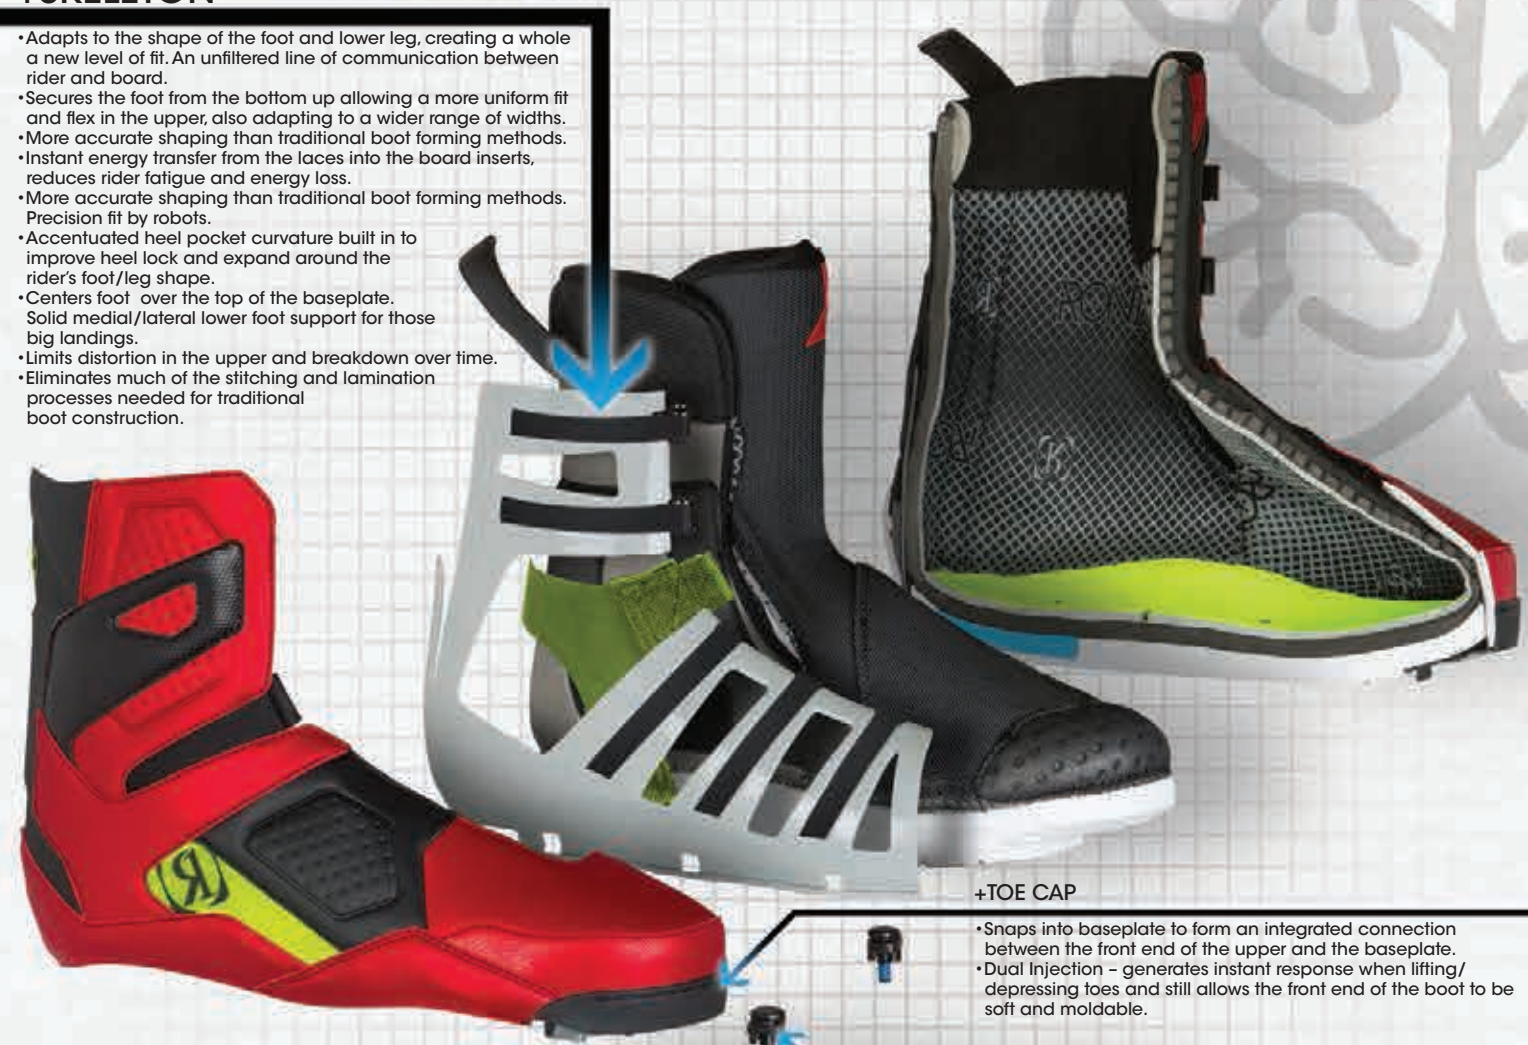 +SKELETON
•Adapts to the shape of the foot and lower leg, creating a whole
a new level of fit. An unfiltered line of communication between
rider and board.
•Secures the foot from the bottom up allowing a more uniform fit
and flex in the upper, also adapting to a wider range of widths.
•More accurate shaping than traditional boot forming methods.
•Instant energy transfer from the laces into the board inserts,
reduces rider fatigue and energy loss.
•More accurate shaping than traditional boot forming methods.
Precision fit by robots.
•Accentuated heel pocket curvature built in to
improve heel lock and expand around the
rider's foot/leg shape.
•Centers foot over the top of the baseplate.
Solid medial/lateral lower foot support for those
big landings.
•Limits distortion in the upper and breakdown over time.
•Eliminates much of the stitching and lamination
processes needed for traditional
boot construction.
+TOE CAP
•Snaps into baseplate to form an integrated connection
between the front end of the upper and the baseplate.
•Dual Injection – generates instant response when lifting/
depressing toes and still allows the front end of the boot to be
soft and moldable.